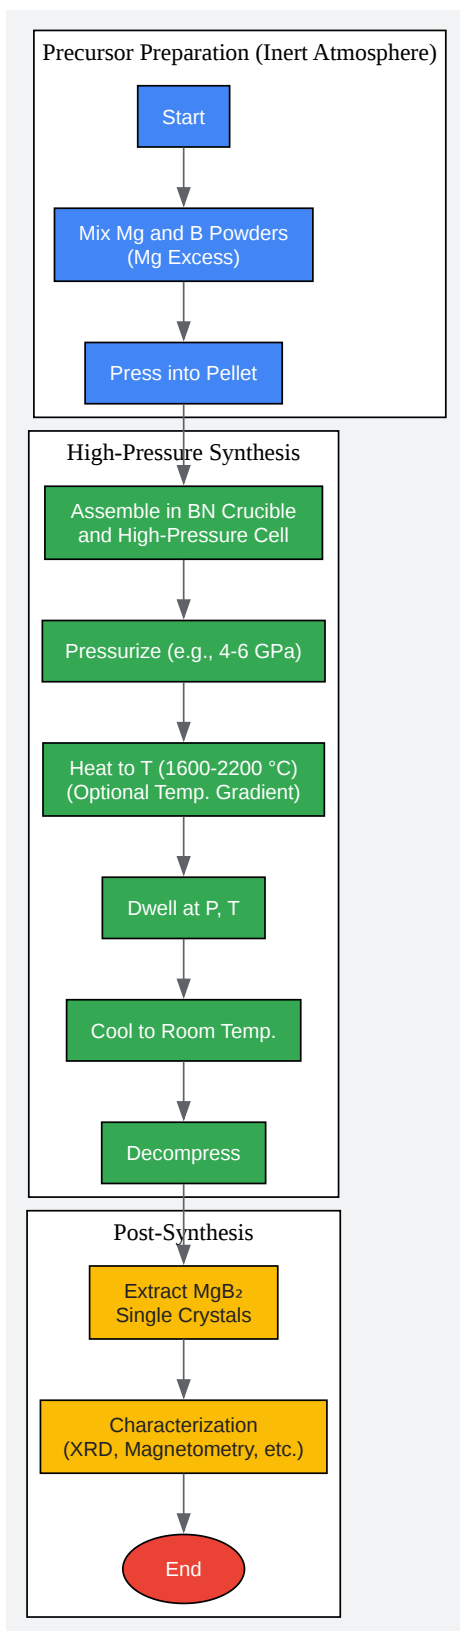 Precursor Preparation (Inert Atmosphere)
Start
Mix Mg and B Powders
(Mg Excess)
Press into Pellet
High-Pressure Synthesis
Assemble in BN Crucible
and High-Pressure Cell
Pressurize (e.g., 4-6 GPa)
Heat to T (1600-2200 °C)
(Optional Temp. Gradient)
Dwell at P, T
Cool to Room Temp.
Decompress
Post-Synthesis
Extract MgB₂
Single Crystals
Characterization
(XRD, Magnetometry, etc.)
End